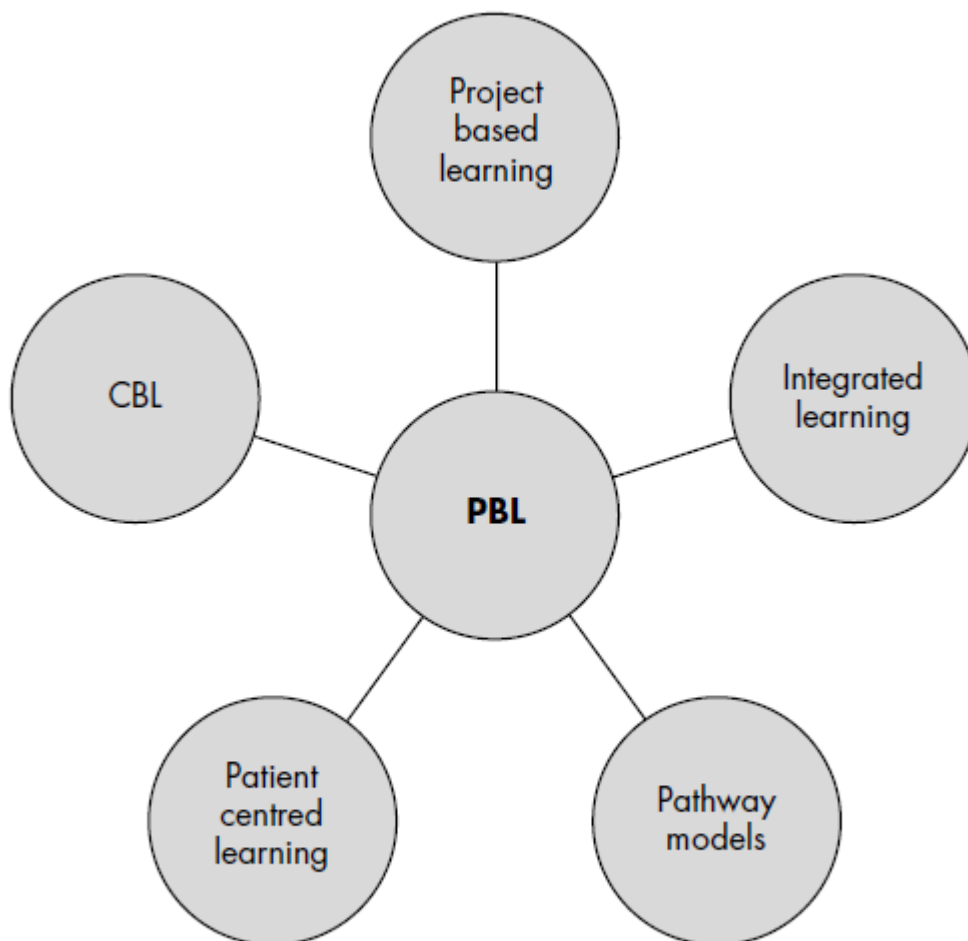 Project
based
learning
CBL
Integrated
learning
PBL
Patient
centred
learning
Pathway
models